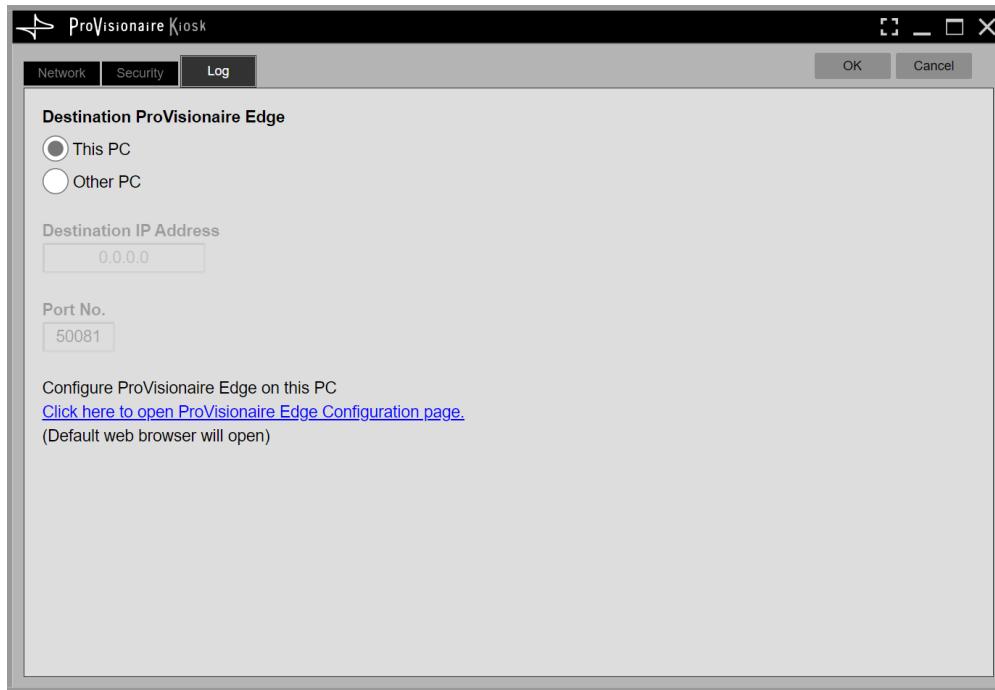 ProVisionaire Kiosk
Network Security Log OK Cancel
Destination ProVisionaire Edge
This PC
Other PC
Destination IP Address
0.0.0.0
Port No.
50081
Configure ProVisionaire Edge on this PC
Click here to open ProVisionaire Edge Configuration page.
(Default web browser will open)